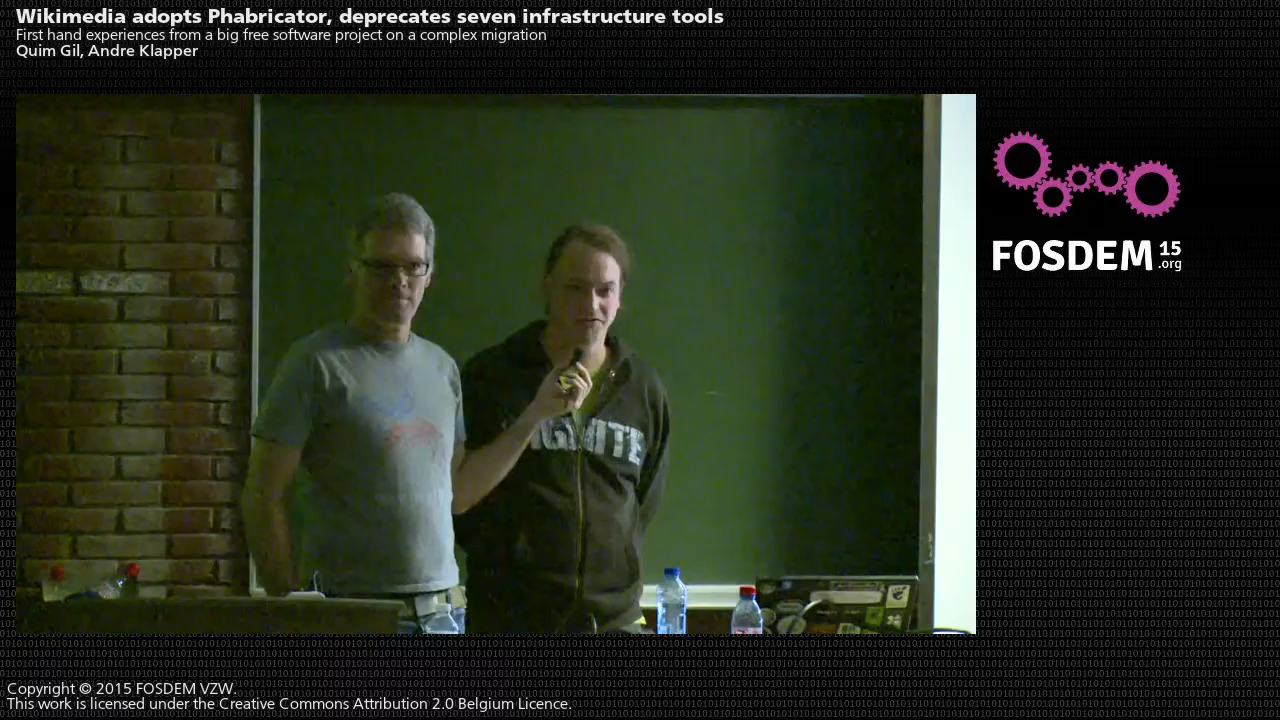 Wikimedia adopts Phabricator, deprecates seven infrastructure tools
First hand experiences from a big free software project on a complex migration
Quim Gil, Andre Klapper
FOSDEM 15
.org
Copyright © 2015 FOSDEM VZW.
This work is licensed under the Creative Commons Attribution 2.0 Belgium Licence.